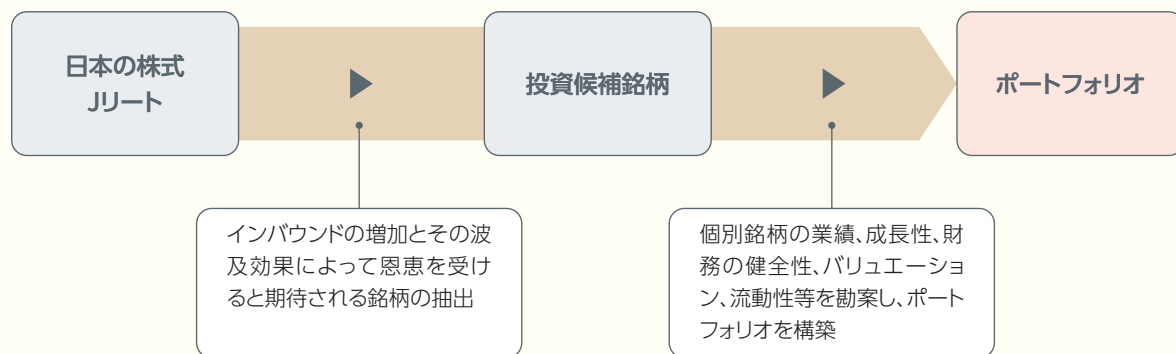 日本の株式
Jリート
投資候補銘柄
ポートフォリオ
インバウンドの増加とその波
及効果によって恩恵を受け
ると期待される銘柄の抽出
個別銘柄の業績、成長性、財
務の健全性、バリュエーショ
ン、流動性等を勘案し、ポート
フォリオを構築